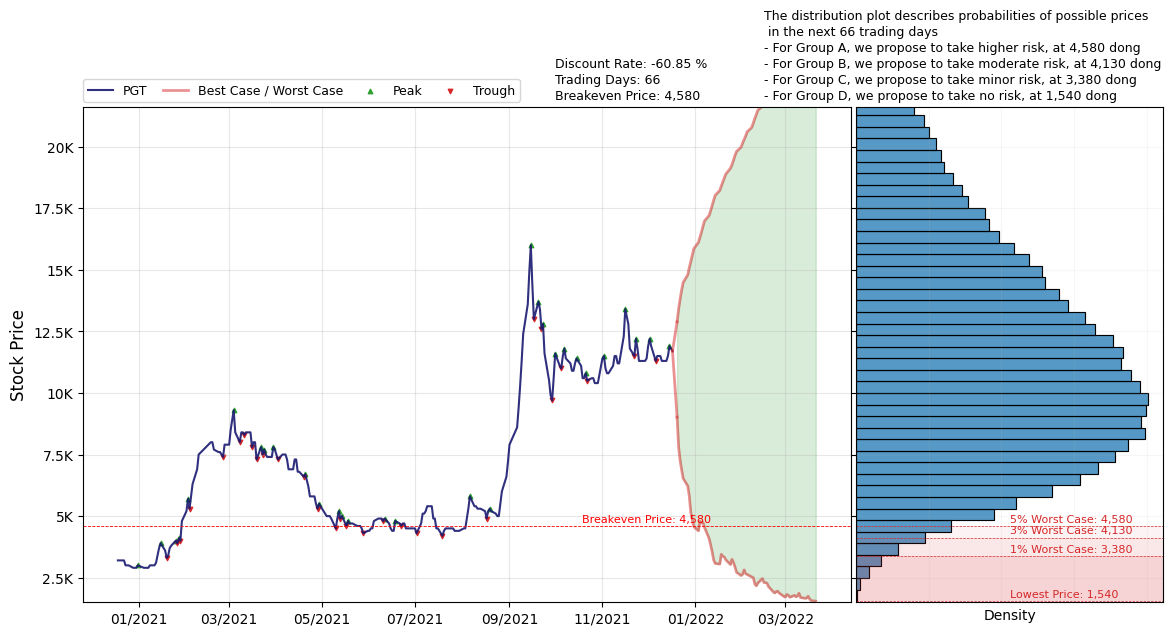 The distribution plot describes probabilities of possible prices
in the next 66 trading days
- For Group A, we propose to take higher risk, at 4,580 dong
- For Group B, we propose to take moderate risk, at 4,130 dong
- For Group C, we propose to take minor risk, at 3,380 dong
- For Group D, we propose to take no risk, at 1,540 dong
Discount Rate: -60.85 %
Trading Days: 66
Breakeven Price: 4,580
PGT
Best Case / Worst Case
Peak
Trough
Stock Price
20K
17.5K
15K
12.5K
10K
7.5K
5K
2.5K
Breakeven Price: 4,580
5% Worst Case: 4,580
3% Worst Case: 4,130
1% Worst Case: 3,380
Lowest Price: 1,540
01/2021
03/2021
05/2021
07/2021
09/2021
11/2021
01/2022
03/2022
Density